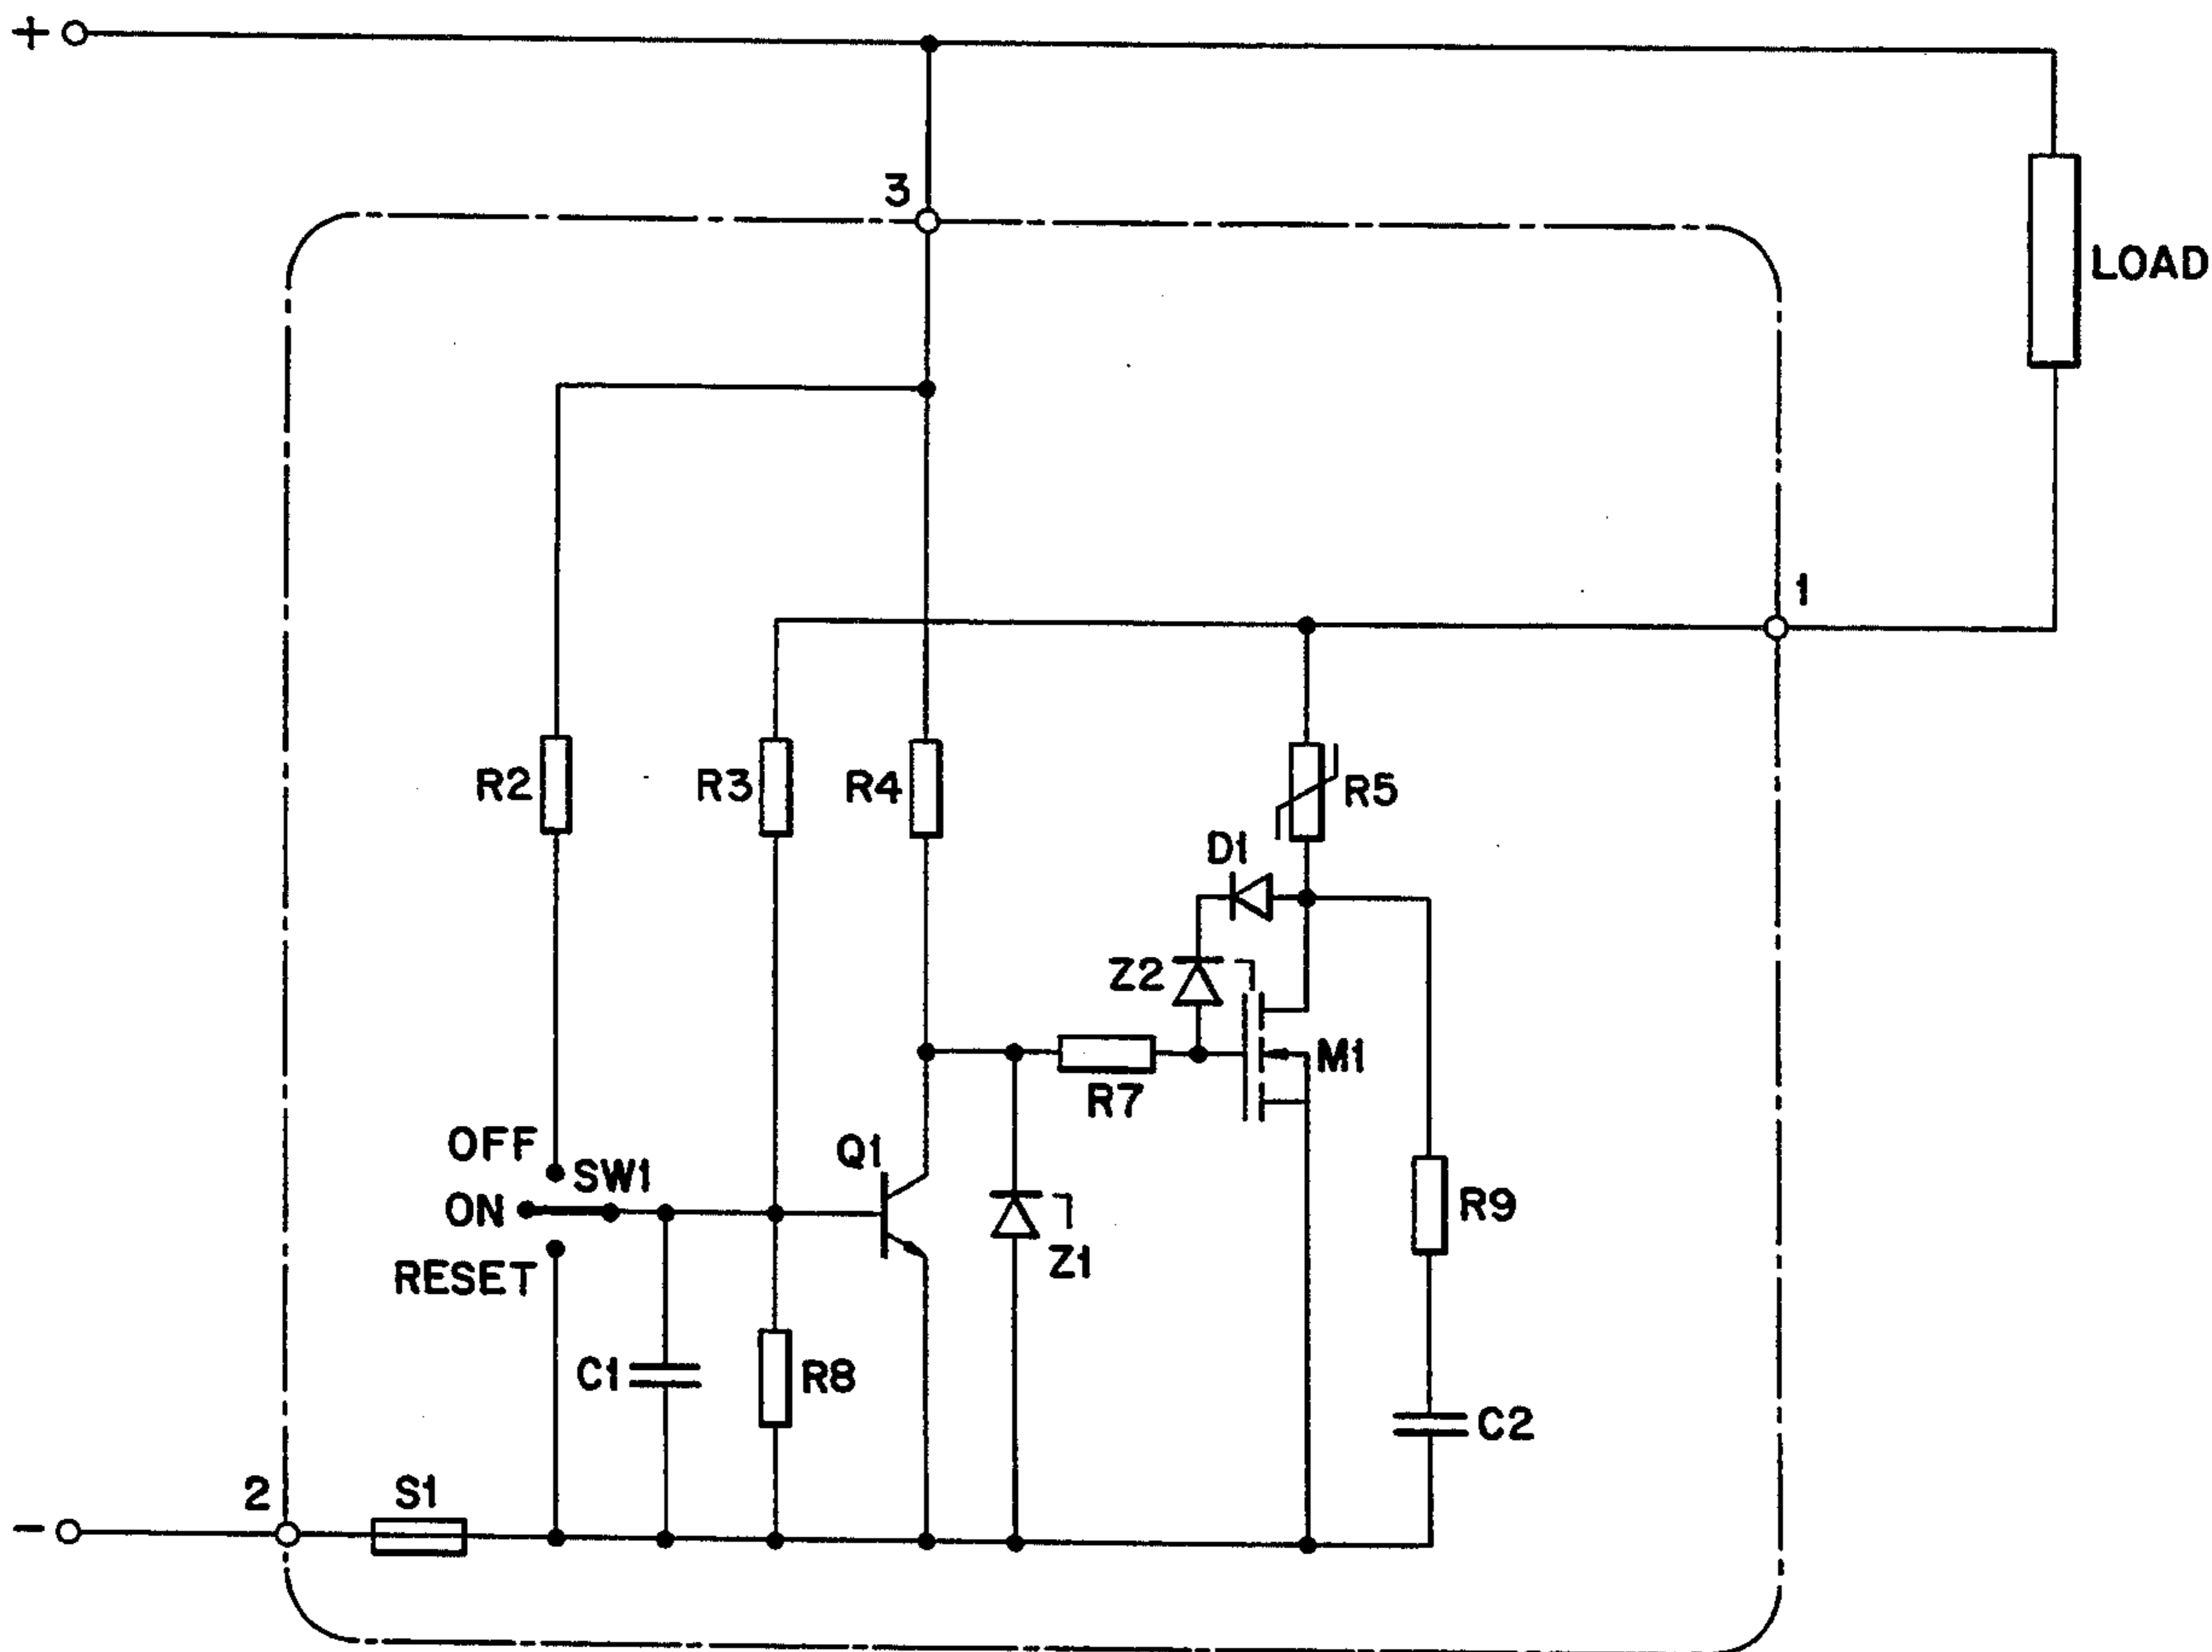 +
3
LOAD
1
R2
R3
R4
R5
D1
Z2
M1
R7
OFF
SW1
Q1
ON
R9
Z1
RESET
C1
R8
C2
2
S1
-